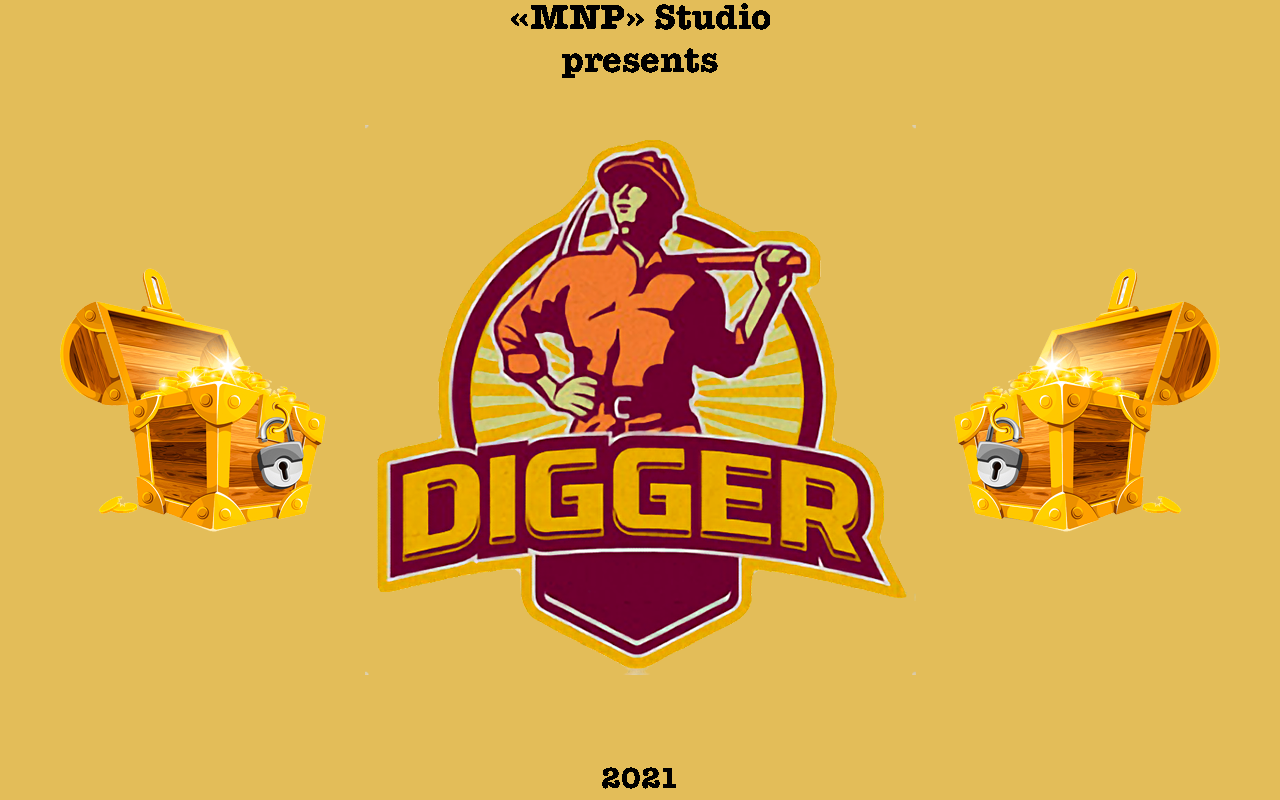 «MNP» Studio
presents
DIGGER
2021